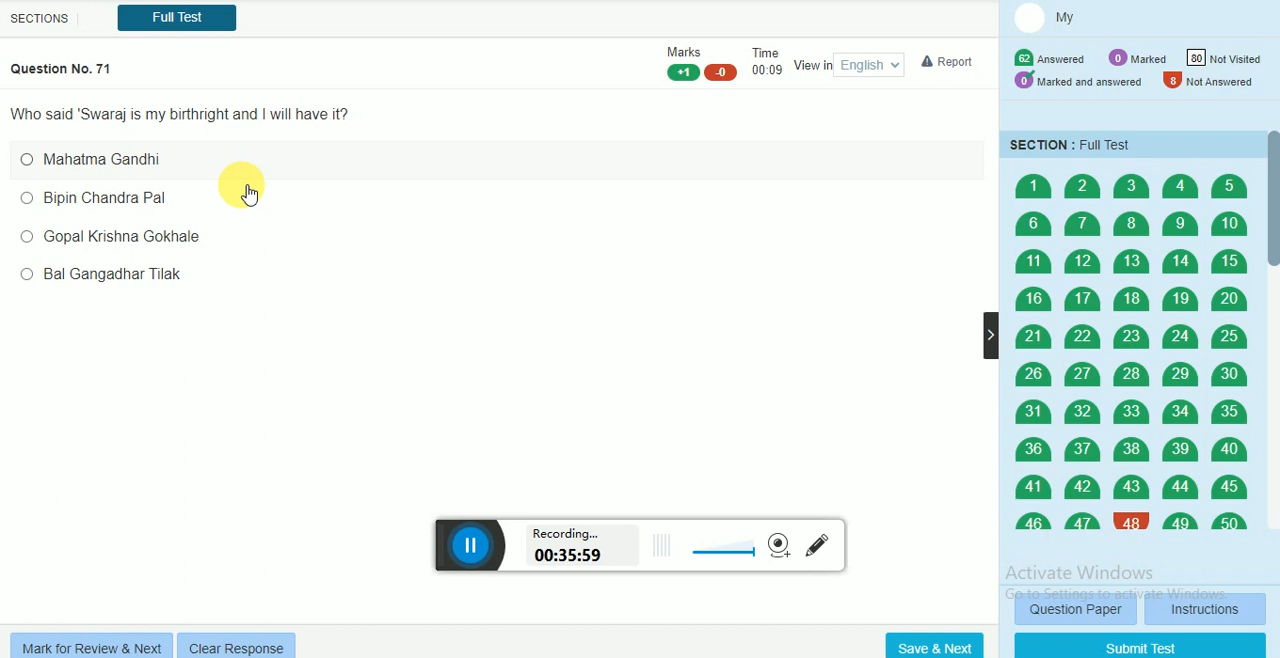 SECTIONS
Full Test
My
Question No. 71
Marks
+1 -0
Time
00:09
View in English
Report
62 Answered 0 Marked 80 Not Visited
0 Marked and answered 8 Not Answered
Who said 'Swaraj is my birthright and I will have it?
Mahatma Gandhi
Bipin Chandra Pal
Gopal Krishna Gokhale
Bal Gangadhar Tilak
SECTION : Full Test
1 2 3 4 5
6 7 8 9 10
11 12 13 14 15
16 17 18 19 20
21 22 23 24 25
26 27 28 29 30
31 32 33 34 35
36 37 38 39 40
41 42 43 44 45
46 47 48 49 50
Recording...
00:35:59
Activate Windows
Go to Settings to activate Windows.
Question Paper Instructions
Mark for Review & Next Clear Response Save & Next Submit Test